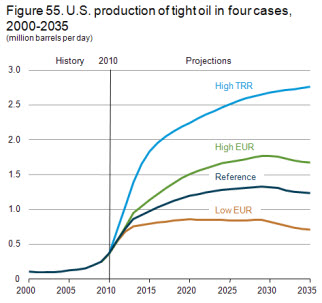 Figure 55. U.S. production of tight oil in four cases,
2000-2035
(million barrels per day)
History 2010 Projections
3.0
High TRR
2.5
2.0
High EUR
1.5
Reference
1.0
Low EUR
0.5
0
2000 2005 2010 2015 2020 2025 2030 2035